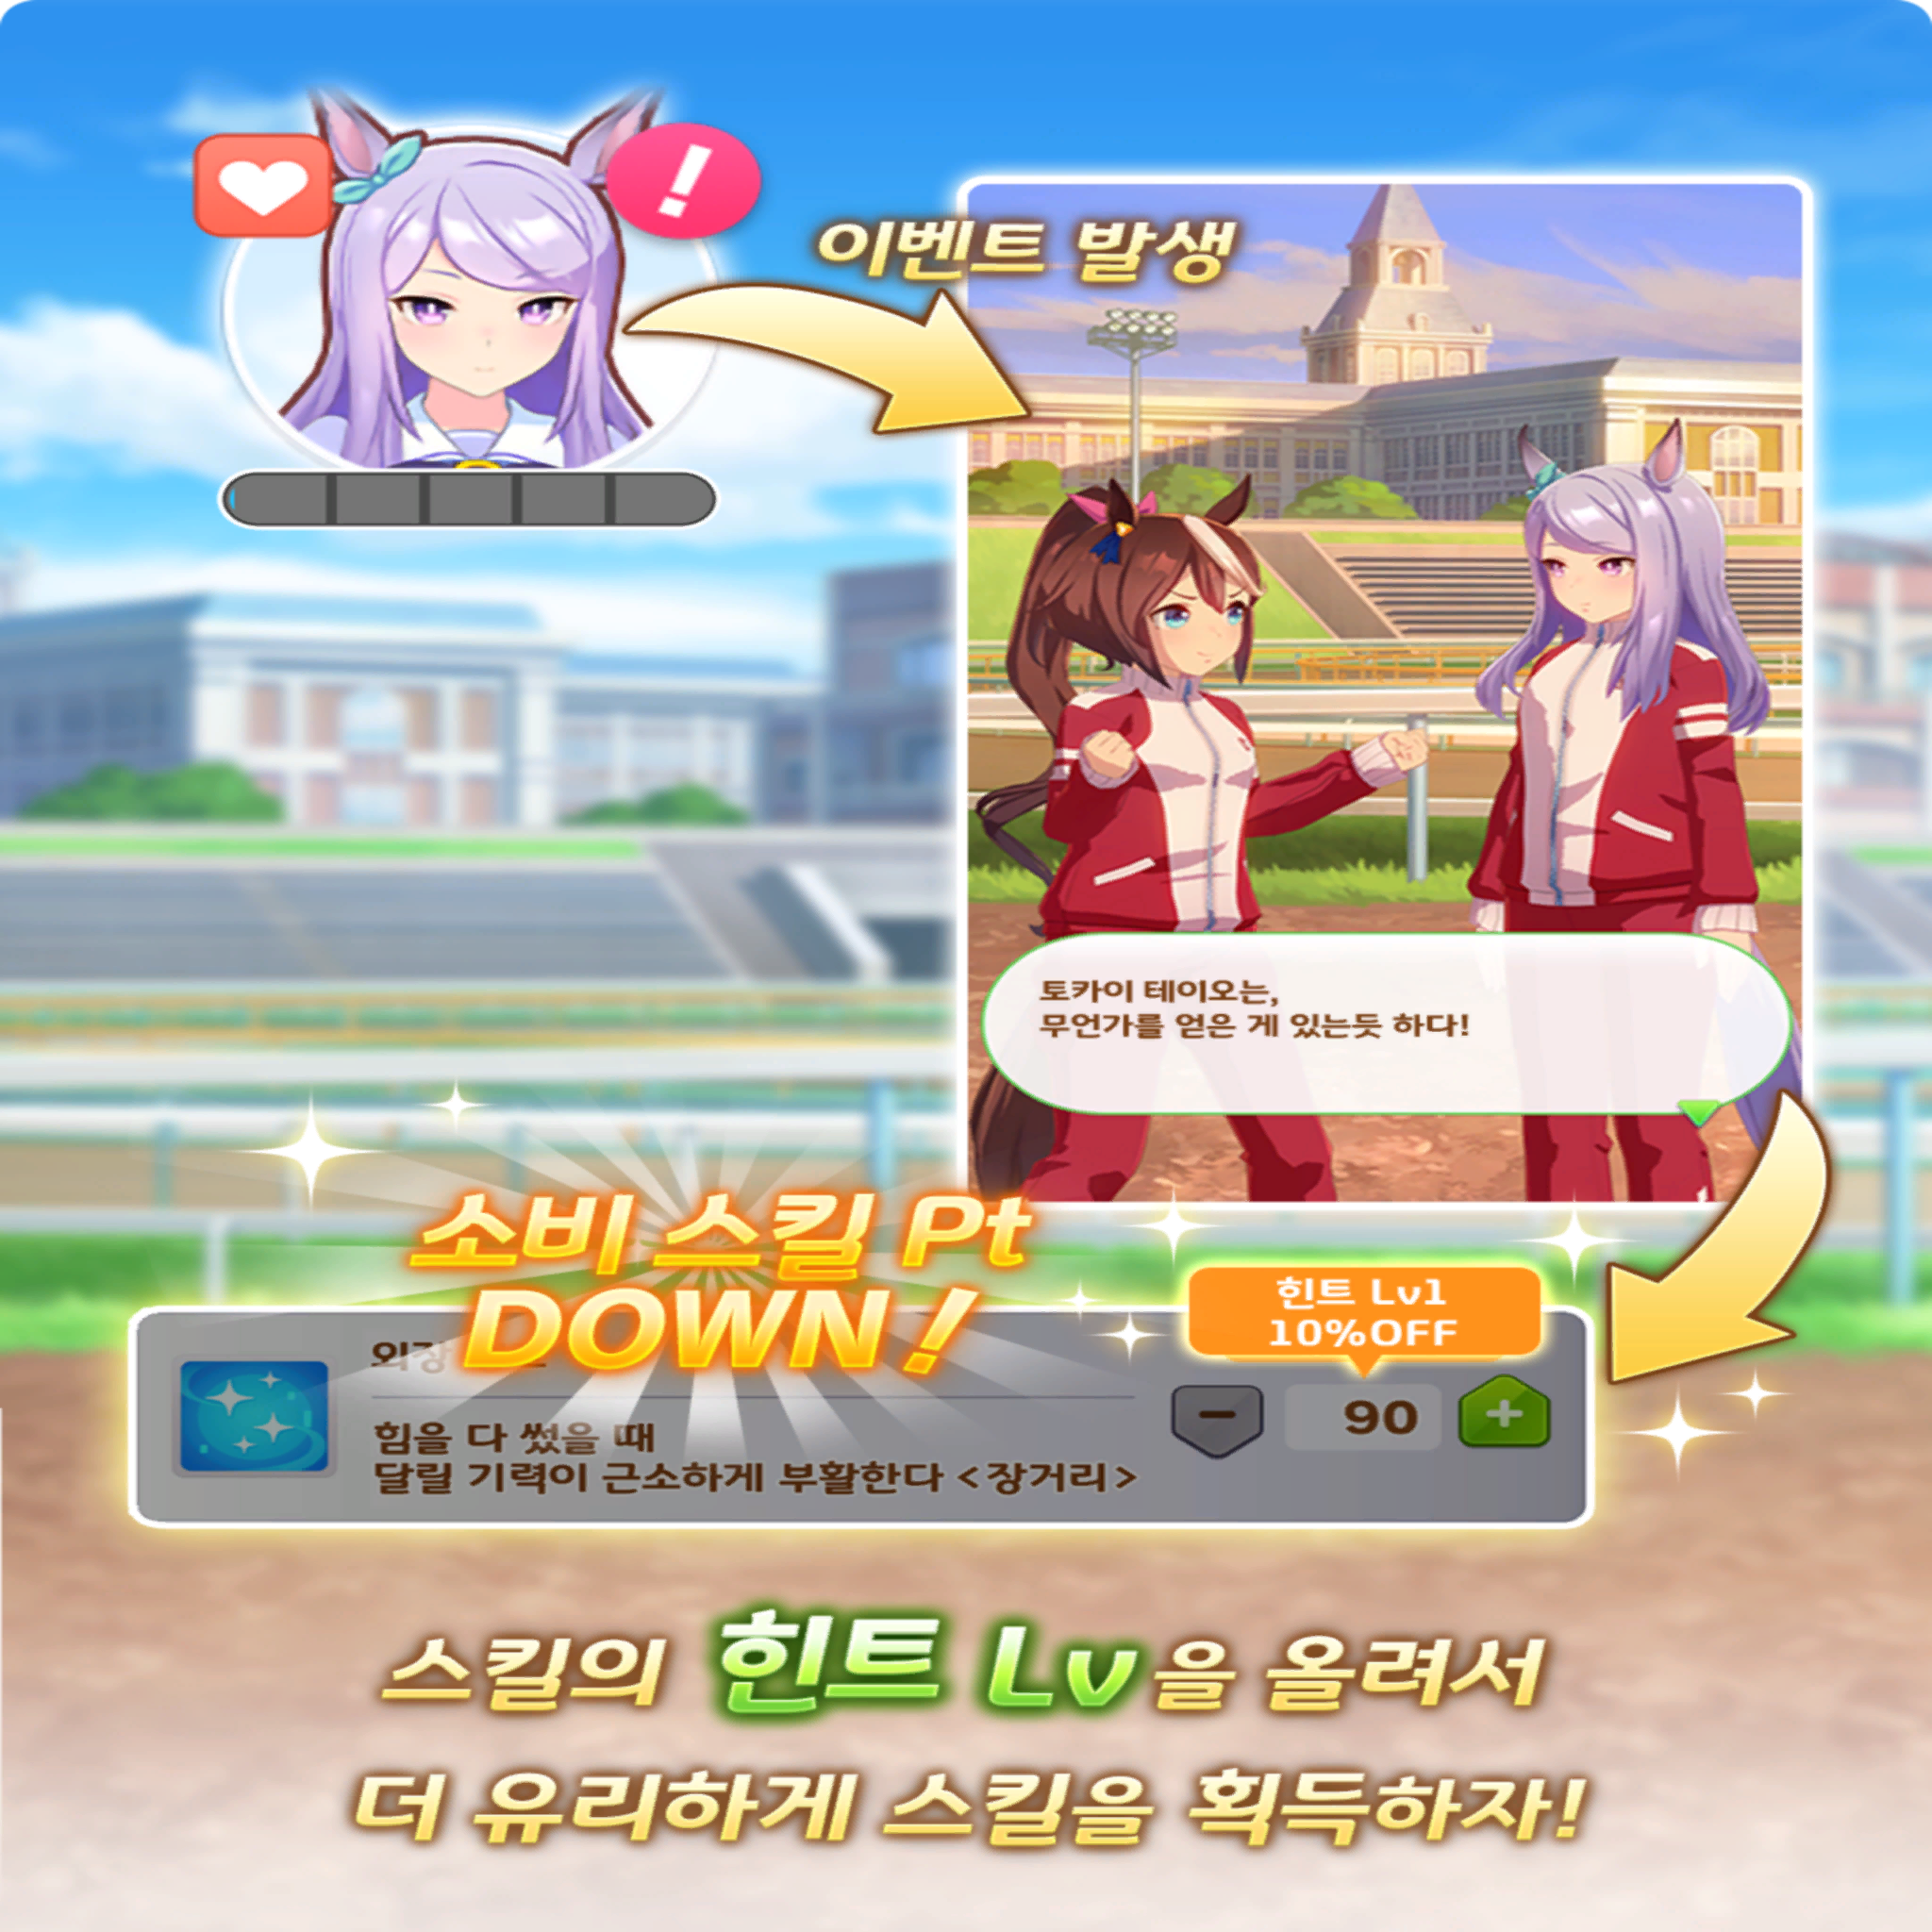 이벤트 발생
토카이 테이오는,
무언가를 얻은 게 있는듯 하다!
소비 스킬 Pt
DOWN!
힌트 Lv1
10%OFF
90
힘을 다 썼을 때
달릴 기력이 근소하게 부활한다 <장거리>
스킬의 힌트 Lv을 올려서
더 유리하게 스킬을 획득하자!